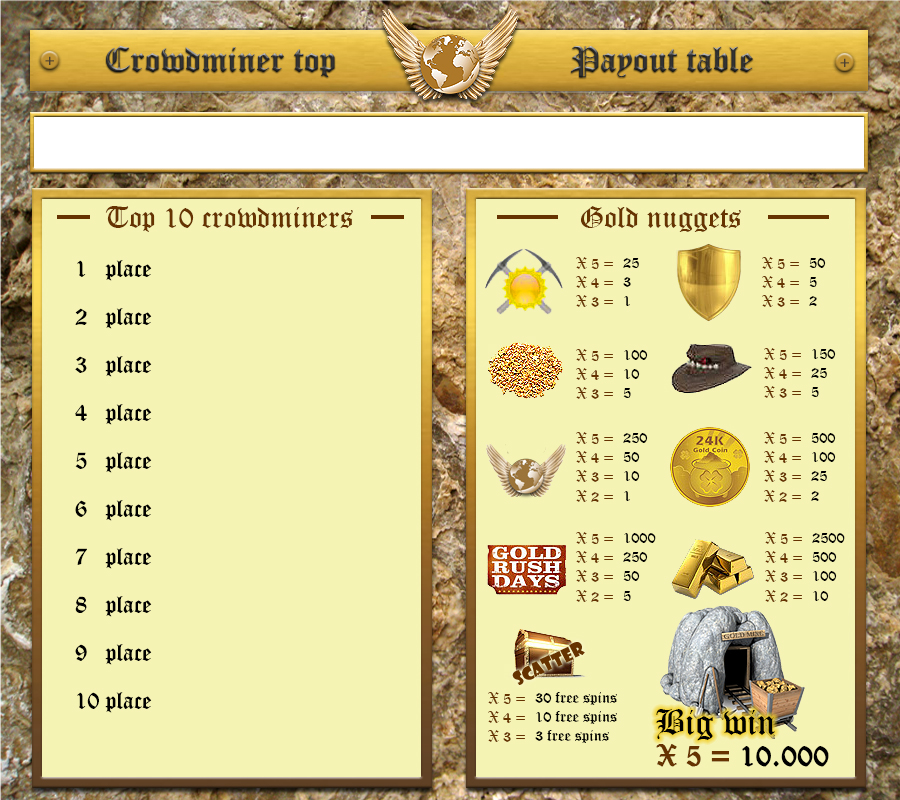 Crowdminer top
Payout table
Top 10 crowdminers
1 place
2 place
3 place
4 place
5 place
6 place
7 place
8 place
9 place
10 place
Gold nuggets
X 5 = 25
X 4 = 3
X 3 = 1
X 5 = 50
X 4 = 5
X 3 = 2
X 5 = 100
X 4 = 10
X 3 = 5
X 5 = 150
X 4 = 25
X 3 = 5
X 5 = 250
X 4 = 50
X 3 = 10
X 2 = 1
24K
Gold Coin
X 5 = 500
X 4 = 100
X 3 = 25
X 2 = 2
GOLD
RUSH
DAYS
X 5 = 1000
X 4 = 250
X 3 = 50
X 2 = 5
X 5 = 2500
X 4 = 500
X 3 = 100
X 2 = 10
SCATTER
X 5 = 30 free spins
X 4 = 10 free spins
X 3 = 3 free spins
GOLD MINE
Big win
X 5 = 10.000